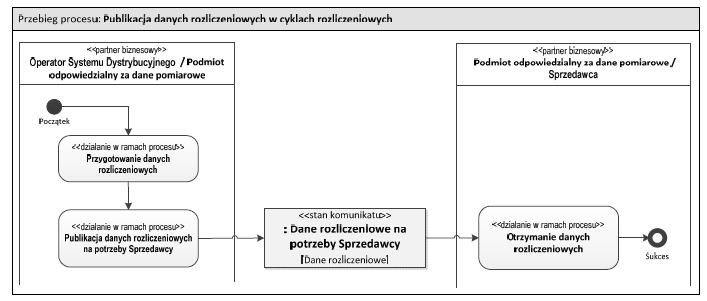 Przebieg procesu: Publikacja danych rozliczeniowych w cyklach rozliczeniowych
<<partner biznesowy>>
Operator Systemu Dystrybucyjnego / Podmiot
odpowiedzialny za dane pomiarowe
Początek
<<działanie w ramach procesu>>
Przygotowanie danych
rozliczeniowych
<<działanie w ramach procesu>>
Publikacja danych rozliczeniowych
na potrzeby Sprzedawcy
<<stan komunikatu>>
: Dane rozliczeniowe na
potrzeby Sprzedawcy
[Dane rozliczeniowe]
<<partner biznesowy>>
Podmiot odpowiedzialny za dane pomiarowe /
Sprzedawca
<<działanie w ramach procesu>>
Otrzymanie danych
rozliczeniowych
Sukces